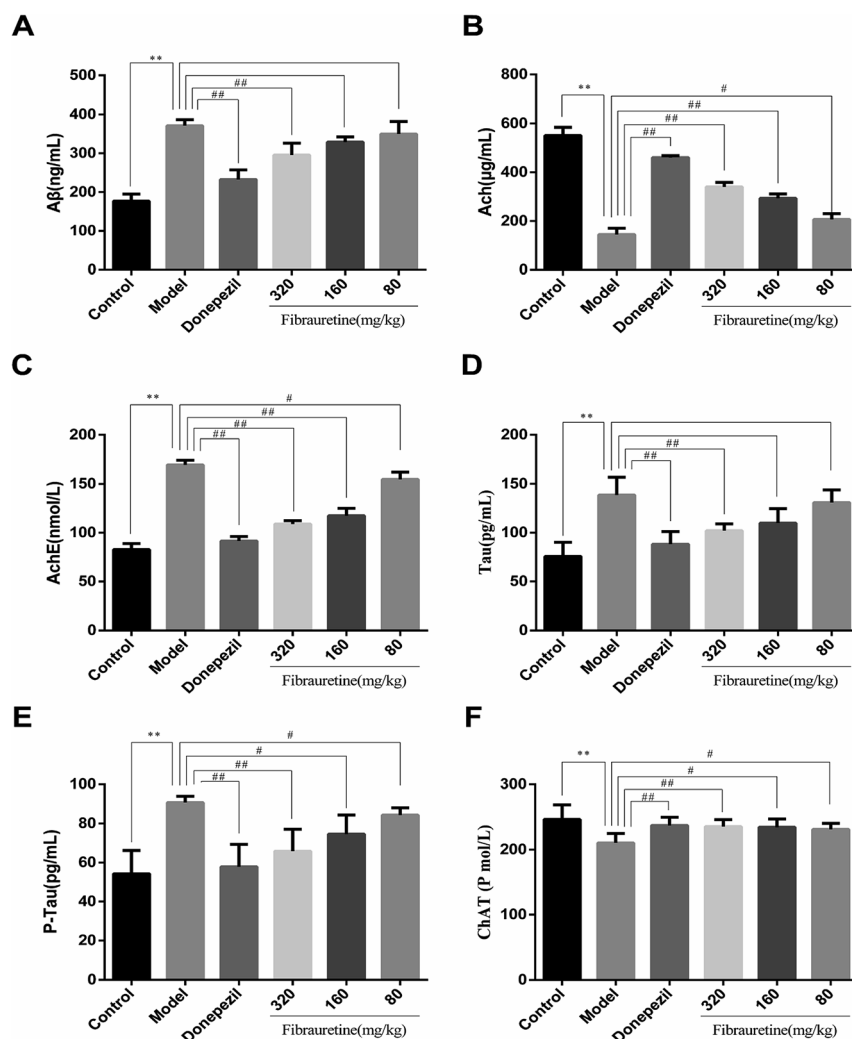 A
B
Aβ(ng/mL)
500
400
300
200
100
0
**
##
##
Control
Model
Donepezil
320
160
80
Fibrauretine(mg/kg)
Ach(μg/mL)
800
600
400
200
0
**
#
##
##
##
Control
Model
Donepezil
320
160
80
Fibrauretine(mg/kg)
C
D
AchE(nmol/L)
200
150
100
50
0
**
#
##
##
##
Control
Model
Donepezil
320
160
80
Fibrauretine(mg/kg)
Tau(pg/mL)
200
150
100
50
0
**
##
##
Control
Model
Donepezil
320
160
80
Fibrauretine(mg/kg)
E
F
P-Tau(pg/mL)
100
80
60
40
20
0
**
#
#
##
##
Control
Model
Donepezil
320
160
80
Fibrauretine(mg/kg)
ChAT (P mol/L)
300
200
100
0
**
#
#
##
##
Control
Model
Donepezil
320
160
80
Fibrauretine(mg/kg)